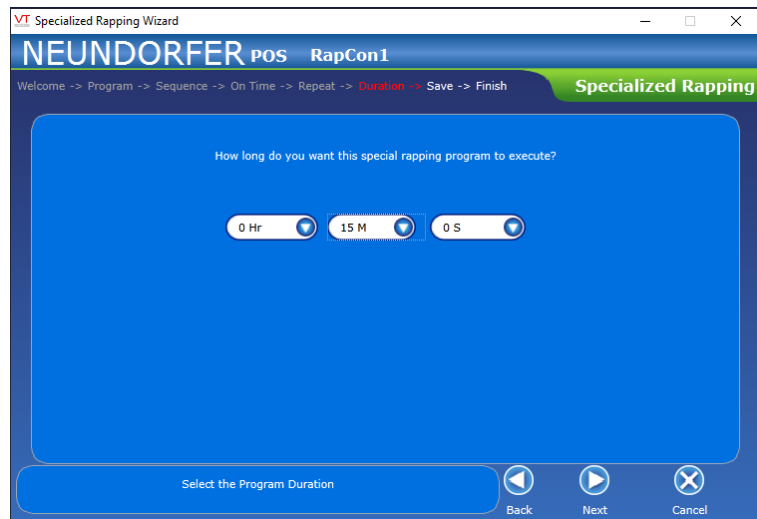 VT Specialized Rapping Wizard
NEUNDORFER POS RapCon1
Welcome -> Program -> Sequence -> On Time -> Repeat -> Duration -> Save -> Finish
Specialized Rapping
How long do you want this special rapping program to execute?
0 Hr 15 M 0 S
Select the Program Duration
Back Next Cancel